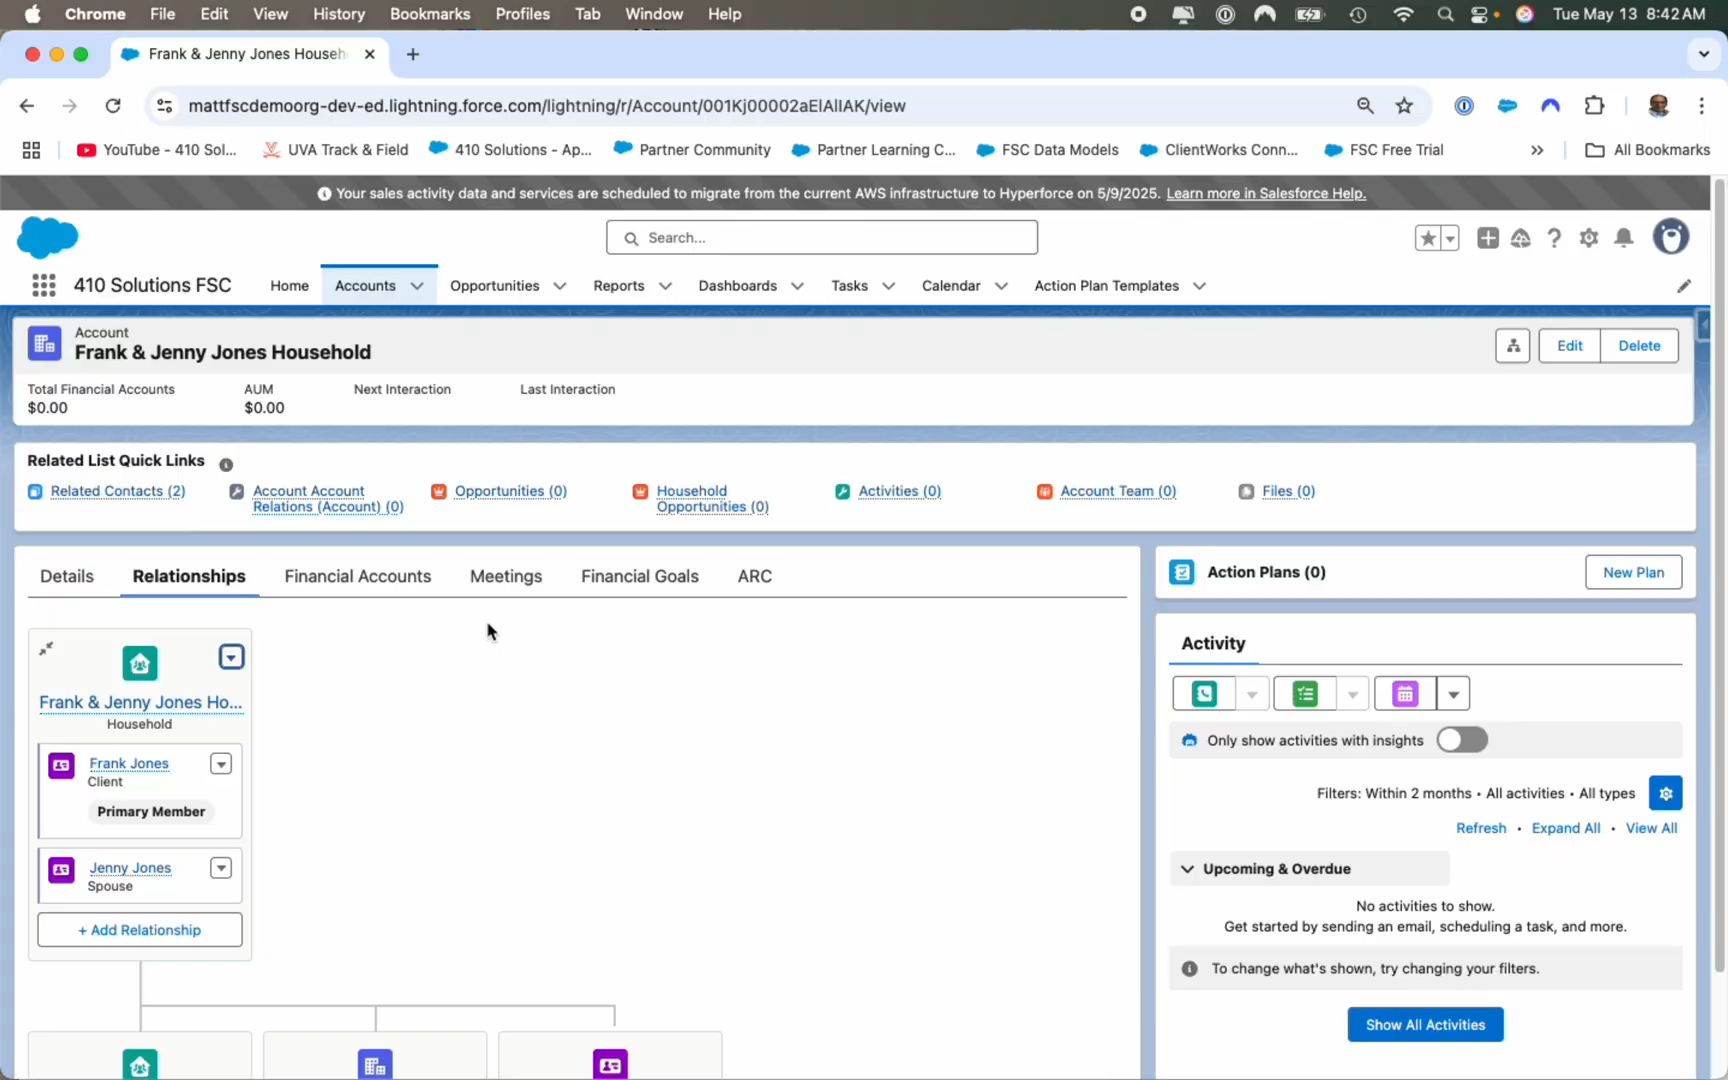 Chrome File Edit View History Bookmarks Profiles Tab Window Help Tue May 13 8:42 AM
Frank & Jenny Jones Househ
mattfscdemoorg-dev-ed.lightning.force.com/lightning/r/Account/001Kj00002aElAlIAK/view
YouTube - 410 Sol... UVA Track & Field 410 Solutions - Ap... Partner Community Partner Learning C... FSC Data Models ClientWorks Conn... FSC Free Trial » All Bookmarks
Your sales activity data and services are scheduled to migrate from the current AWS infrastructure to Hyperforce on 5/9/2025. Learn more in Salesforce Help.
Search...
410 Solutions FSC Home Accounts Opportunities Reports Dashboards Tasks Calendar Action Plan Templates
Account
Frank & Jenny Jones Household
Edit Delete
Total Financial Accounts AUM Next Interaction Last Interaction
$0.00 $0.00
Related List Quick Links
Related Contacts (2) Account Account Opportunities (0) Household Activities (0) Account Team (0) Files (0)
Relations (Account) (0) Opportunities (0)
Details Relationships Financial Accounts Meetings Financial Goals ARC
Frank & Jenny Jones Ho...
Household
Frank Jones
Client
Primary Member
Jenny Jones
Spouse
+ Add Relationship
Action Plans (0) New Plan
Activity
Only show activities with insights
Filters: Within 2 months • All activities • All types
Refresh • Expand All • View All
Upcoming & Overdue
No activities to show.
Get started by sending an email, scheduling a task, and more.
To change what's shown, try changing your filters.
Show All Activities